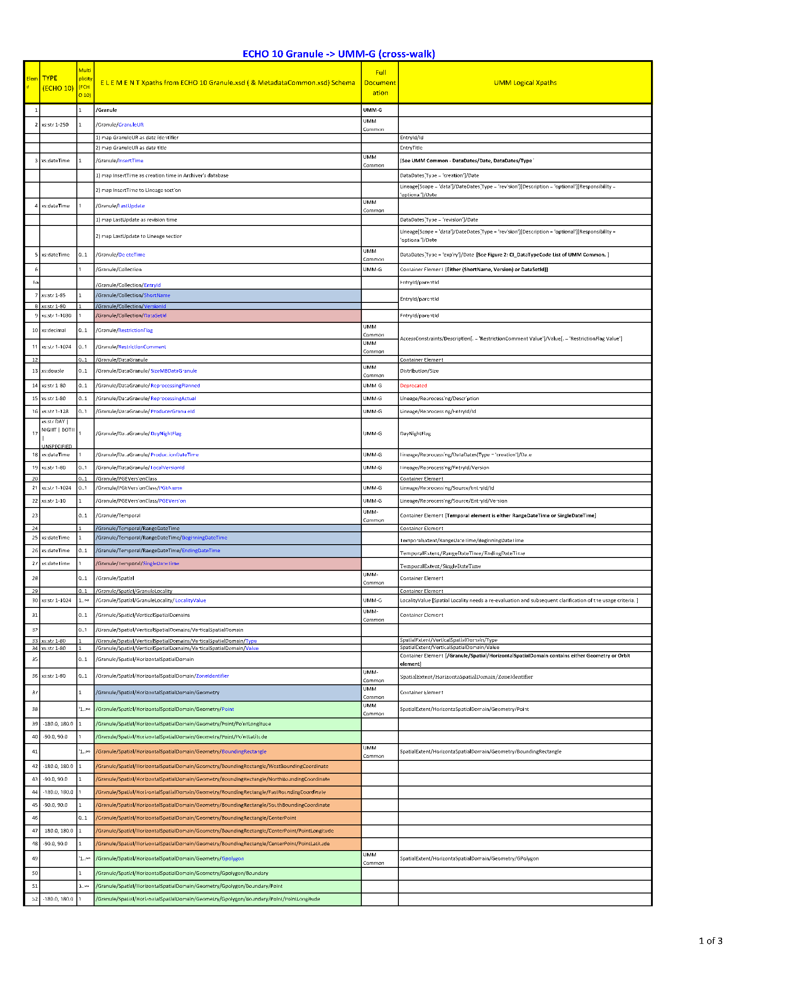 ECHO 10 Granule -> UMM-G (cross-walk)
Elem # TYPE (ECHO 10) Multi plicity (ECH O 10) E L E M E N T Xpaths from ECHO 10 Granule.xsd ( & MetadataCommon.xsd) Schema Full Document ation UMM Logical Xpaths
1 1 /Granule UMM-G
2 xs:str 1-250 1 /Granule/GranuleUR UMM Common
1) map GranuleUR as data identifier EntryId/Id
2) map GranuleUR as data title EntryTitle
3 xs:dateTime 1 /Granule/InsertTime UMM Common [See UMM Common - DataDates/Date, DataDates/Type]
1) map InsertTime as creation time in Archiver's database DataDates[Type = 'creation']/Date
2) map InsertTime to Lineage section Lineage[Scope = 'data']/DateDates[Type = 'revision'][Description = 'optional'][Responsibility = 'optional']/Date
4 xs:dateTime 1 /Granule/LastUpdate UMM Common
1) map LastUpdate as revision time DataDates[Type = 'revision']/Date
2) map LastUpdate to Lineage section Lineage[Scope = 'data']/DateDates[Type = 'revision'][Description = 'optional'][Responsibility = 'optional']/Date
5 xs:dateTime 0..1 /Granule/DeleteTime UMM Common DataDates[Type = 'expiry']/Date [See Figure 2: CI_DataTypeCode List of UMM Common. ]
6 1 /Granule/Collection UMM-G Container Element [Either (ShortName, Version) or DataSetId]]
6a /Granule/Collection/EntryId EntryId/parentId
7 xs:str 1-85 1 /Granule/Collection/ShortName EntryId/parentId
8 xs:str 1-80 1 /Granule/Collection/VersionId
9 xs:str 1-1030 1 /Granule/Collection/DataSetId EntryId/parentId
10 xs:decimal 0..1 /Granule/RestrictionFlag UMM Common AccessConstraints/Description[. = 'RestrictionComment Value']/Value[. = 'RestrictionFlag Value']
11 xs:str 1-1024 0..1 /Granule/RestrictionComment UMM Common
12 0..1 /Granule/DataGranule Container Element
13 xs:double 0..1 /Granule/DataGranule/SizeMBDataGranule UMM Common Distribution/Size
14 xs:str 1-80 0..1 /Granule/DataGranule/ReprocessingPlanned UMM-G Deprecated
15 xs:str 1-80 0..1 /Granule/DataGranule/ReprocessingActual UMM-G Lineage/Reprocessing/Description
16 xs:str 1-128 0..1 /Granule/DataGranule/ProducerGranuleId UMM-G Lineage/Reprocessing/EntryId/Id
17 xs:str DAY | NIGHT | BOTH | UNSPECIFIED 1 /Granule/DataGranule/DayNightFlag UMM-G DayNightFlag
18 xs:dateTime 1 /Granule/DataGranule/ProductionDateTime UMM-G Lineage/Reprocessing/DataDates[Type = 'creation']/Date
19 xs:str 1-80 0..1 /Granule/DataGranule/LocalVersionId UMM-G Lineage/Reprocessing/EntryId/Version
20 0..1 /Granule/PGEVersionClass Container Element
21 xs:str 1-1024 0..1 /Granule/PGEVersionClass/PGEName UMM-G Lineage/Reprocessing/Source/EntryId/Id
22 xs:str 1-10 1 /Granule/PGEVersionClass/PGEVersion UMM-G Lineage/Reprocessing/Source/EntryId/Version
23 0..1 /Granule/Temporal UMM-Common Container Element [Temporal element is either RangeDateTime or SingleDateTime]
24 1 /Granule/Temporal/RangeDateTime Container Element
25 xs:dateTime 1 /Granule/Temporal/RangeDateTime/BeginningDateTime TemporalExtent/RangeDateTime/BeginningDateTime
26 xs:dateTime 0..1 /Granule/Temporal/RangeDateTime/EndingDateTime TemporalExtent/RangeDateTime/EndingDateTime
27 xs:dateTime 1 /Granule/Temporal/SingleDateTime TemporalExtent/SingleDateTime
28 0..1 /Granule/Spatial UMM-Common Container Element
29 0..1 /Granule/Spatial/GranuleLocality Container Element
30 xs:str 1-1024 1..∞ /Granule/Spatial/GranuleLocality/LocalityValue UMM-G LocalityValue [Spatial Locality needs a re-evaluation and subsequent clarification of the usage criteria. ]
31 0..1 /Granule/Spatial/VerticalSpatialDomains UMM-Common Container Element
32 0..1 /Granule/Spatial/VerticalSpatialDomains/VerticalSpatialDomain
33 xs:str 1-80 1 /Granule/Spatial/VerticalSpatialDomains/VerticalSpatialDomain/Type SpatialExtent/VerticalSpatialDomain/Type
34 xs:str 1-80 1 /Granule/Spatial/VerticalSpatialDomains/VerticalSpatialDomain/Value SpatialExtent/VerticalSpatialDomain/Value
35 0..1 /Granule/Spatial/HorizontalSpatialDomain Container Element [/Granule/Spatial/HorizontalSpatialDomain contains either Geometry or Orbit element]
36 xs:str 1-80 0..1 /Granule/Spatial/HorizontalSpatialDomain/ZoneIdentifier UMM-Common SpatialExtent/HorizontaSpatialDomain/ZoneIdentifier
37 1 /Granule/Spatial/HorizontalSpatialDomain/Geometry UMM Common Container Element
38 '1..∞ /Granule/Spatial/HorizontalSpatialDomain/Geometry/Point UMM Common SpatialExtent/HorizontaSpatialDomain/Geometry/Point
39 -180.0, 180.0 1 /Granule/Spatial/HorizontalSpatialDomain/Geometry/Point/PointLongitude
40 -90.0, 90.0 1 /Granule/Spatial/HorizontalSpatialDomain/Geometry/Point/PointLatitude
41 '1..∞ /Granule/Spatial/HorizontalSpatialDomain/Geometry/BoundingRectangle UMM Common SpatialExtent/HorizontaSpatialDomain/Geometry/BoundingRectangle
42 -180.0, 180.0 1 /Granule/Spatial/HorizontalSpatialDomain/Geometry/BoundingRectangle/WestBoundingCoordinate
43 -90.0, 90.0 1 /Granule/Spatial/HorizontalSpatialDomain/Geometry/BoundingRectangle/NorthBoundingCoordinate
44 -180.0, 180.0 1 /Granule/Spatial/HorizontalSpatialDomain/Geometry/BoundingRectangle/EastBoundingCoordinate
45 -90.0, 90.0 1 /Granule/Spatial/HorizontalSpatialDomain/Geometry/BoundingRectangle/SouthBoundingCoordinate
46 0..1 /Granule/Spatial/HorizontalSpatialDomain/Geometry/BoundingRectangle/CenterPoint
47 -180.0, 180.0 1 /Granule/Spatial/HorizontalSpatialDomain/Geometry/BoundingRectangle/CenterPoint/PointLongitude
48 -90.0, 90.0 1 /Granule/Spatial/HorizontalSpatialDomain/Geometry/BoundingRectangle/CenterPoint/PointLatitude
49 '1..∞ /Granule/Spatial/HorizontalSpatialDomain/Geometry/Gpolygon UMM Common SpatialExtent/HorizontaSpatialDomain/Geometry/GPolygon
50 1 /Granule/Spatial/HorizontalSpatialDomain/Geometry/Gpolygon/Boundary
51 3..∞ /Granule/Spatial/HorizontalSpatialDomain/Geometry/Gpolygon/Boundary/Point
52 -180.0, 180.0 1 /Granule/Spatial/HorizontalSpatialDomain/Geometry/Gpolygon/Boundary/Point/PointLongitude
1 of 3